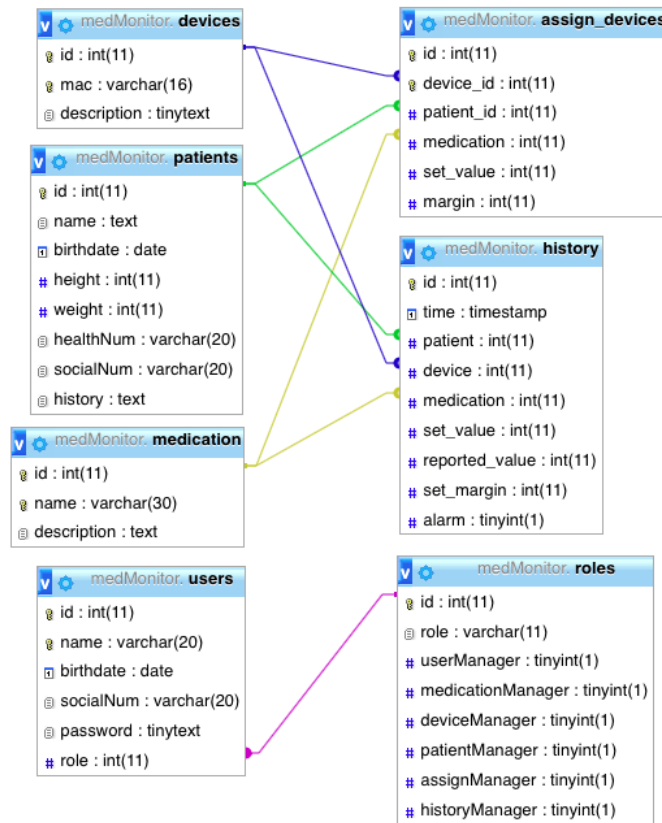 v medMonitor. devices
id : int(11)
mac : varchar(16)
description : tinytext
v medMonitor. patients
id : int(11)
name : text
birthdate : date
# height : int(11)
# weight : int(11)
healthNum : varchar(20)
socialNum : varchar(20)
history : text
v medMonitor. medication
id : int(11)
name : varchar(30)
description : text
v medMonitor. users
id : int(11)
name : varchar(20)
birthdate : date
socialNum : varchar(20)
password : tinytext
# role : int(11)
v medMonitor. assign_devices
id : int(11)
device_id : int(11)
# patient_id : int(11)
# medication : int(11)
# set_value : int(11)
# margin : int(11)
v medMonitor. history
id : int(11)
time : timestamp
# patient : int(11)
# device : int(11)
# medication : int(11)
# set_value : int(11)
# reported_value : int(11)
# set_margin : int(11)
# alarm : tinyint(1)
v medMonitor. roles
id : int(11)
role : varchar(11)
# userManager : tinyint(1)
# medicationManager : tinyint(1)
# deviceManager : tinyint(1)
# patientManager : tinyint(1)
# assignManager : tinyint(1)
# historyManager : tinyint(1)